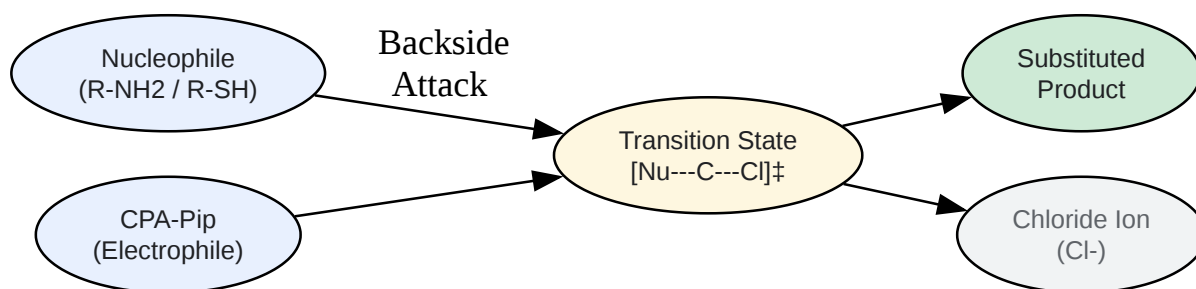 Nucleophile
(R-NH2 / R-SH)
Backside
Attack
CPA-Pip
(Electrophile)
Transition State
[Nu---C---Cl]‡
Substituted
Product
Chloride Ion
(Cl-)